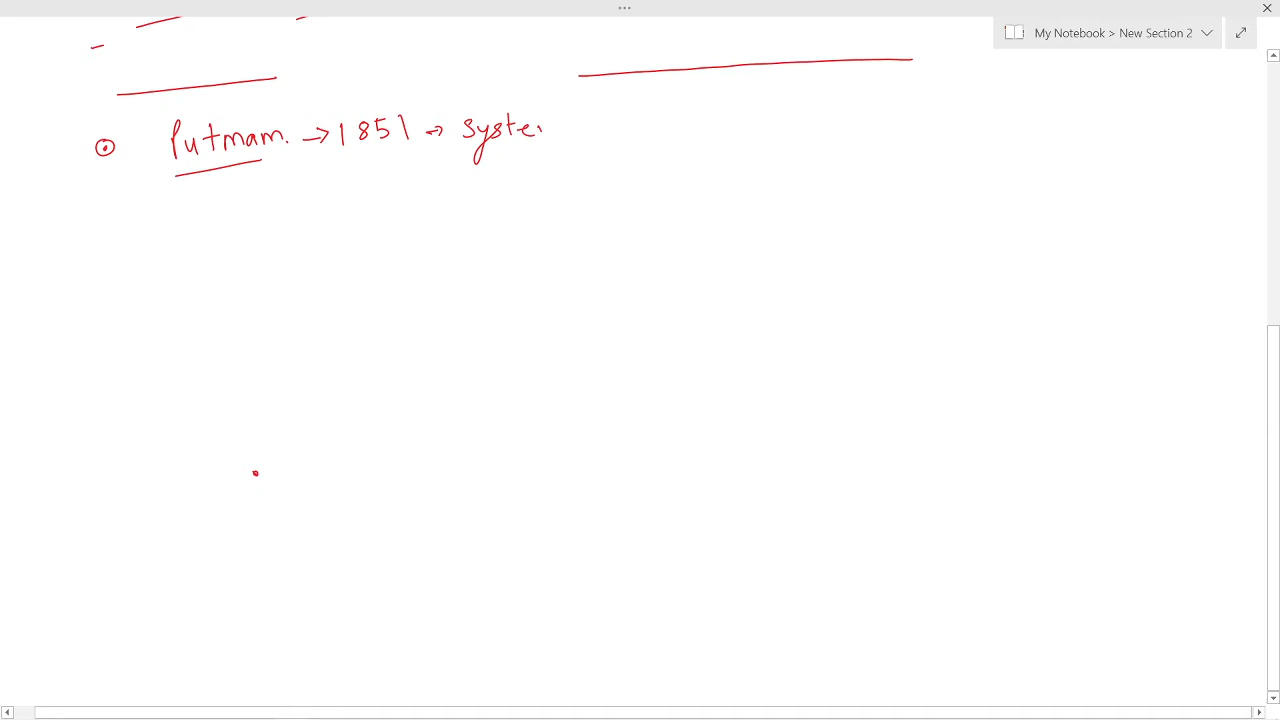 My Notebook > New Section 2
Putmam. → 1851 → syste